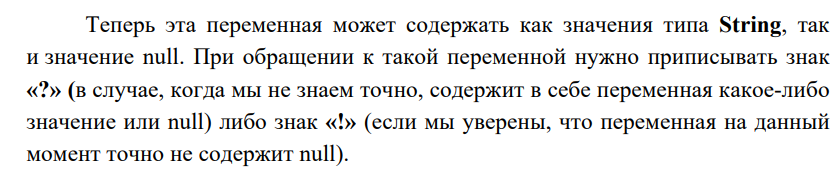 Теперь эта переменная может содержать как значения типа String, так
и значение null. При обращении к такой переменной нужно приписывать знак
«?» (в случае, когда мы не знаем точно, содержит в себе переменная какое-либо
значение или null) либо знак «!» (если мы уверены, что переменная на данный
момент точно не содержит null).